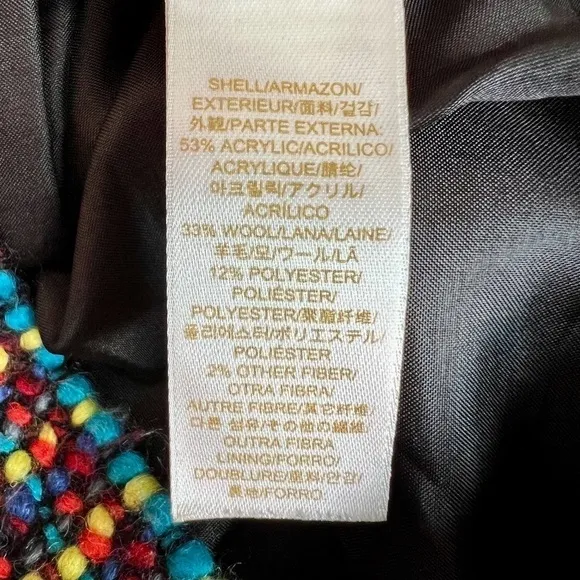 SHELL/ARMAZON/
EXTERIEUR/面料/겉감/
外観/PARTE EXTERNA:
53% ACRYLIC/ACRILICO/
ACRYLIQUE/腈纶/
아크릴릭/アクリル/
ACRÍLICO
33% WOOL/LANA/LAINE/
羊毛/모/ウール/LÃ
12% POLYESTER/
POLIÉSTER/
POLYESTER/聚脂纤维/
폴리에스터/ポリエステル/
POLIÉSTER
2% OTHER FIBER/
OTRA FIBRA/
AUTRE FIBRE/其它纤维/
다른 섬유/その他の繊維/
OUTRA FIBRA
LINING/FORRO/
DOUBLURE/里料/안감/
裏地/FORRO